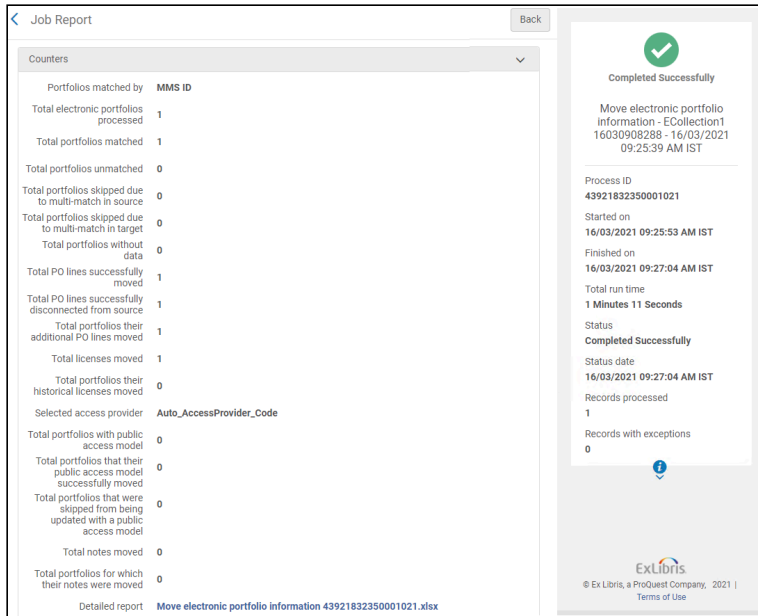 Job Report
Back
Counters
Portfolios matched by MMS ID
Total electronic portfolios
processed 1
Total portfolios matched 1
Total portfolios unmatched 0
Total portfolios skipped due
to multi-match in source 0
Total portfolios skipped due
to multi-match in target 0
Total portfolios without
data 0
Total PO lines successfully
moved 1
Total PO lines successfully
disconnected from source 1
Total portfolios their
additional PO lines moved 1
Total licenses moved 1
Total portfolios their
historical licenses moved 0
Selected access provider Auto_AccessProvider_Code
Total portfolios with public
access model 0
Total portfolios that their
public access model
successfully moved 0
Total portfolios that were
skipped from being
updated with a public
access model 0
Total notes moved 0
Total portfolios for which
their notes were moved 0
Detailed report Move electronic portfolio information 43921832350001021.xlsx
Completed Successfully
Move electronic portfolio
information - ECollection1
16030908288 - 16/03/2021
09:25:39 AM IST
Process ID
43921832350001021
Started on
16/03/2021 09:25:53 AM IST
Finished on
16/03/2021 09:27:04 AM IST
Total run time
1 Minutes 11 Seconds
Status
Completed Successfully
Status date
16/03/2021 09:27:04 AM IST
Records processed
1
Records with exceptions
0
ExLibris
© Ex Libris, a ProQuest Company, 2021 |
Terms of Use